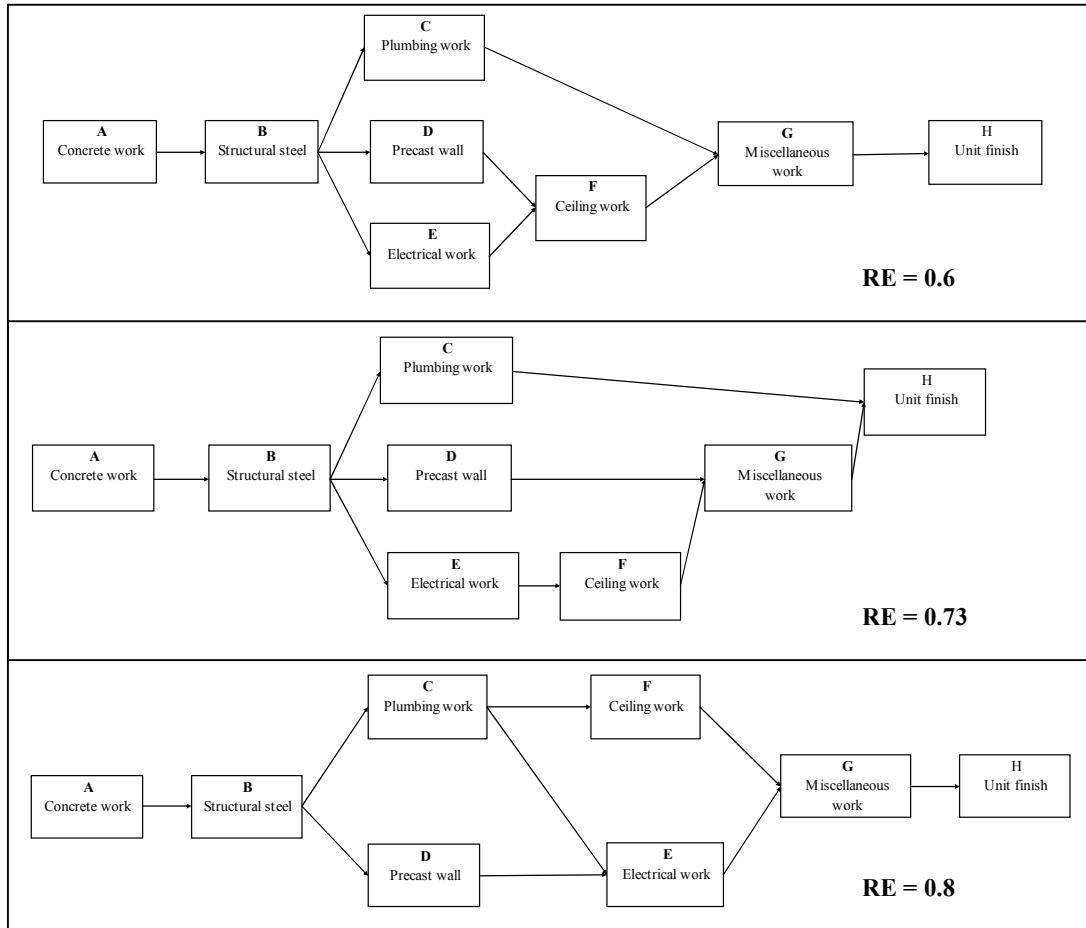 C
Plumbing work
A
Concrete work
B
Structural steel
D
Precast wall
G
Miscellaneous
work
H
Unit finish
F
Ceiling work
E
Electrical work
RE = 0.6
C
Plumbing work
H
Unit finish
A
Concrete work
B
Structural steel
D
Precast wall
G
Miscellaneous
work
E
Electrical work
F
Ceiling work
RE = 0.73
C
Plumbing work
F
Ceiling work
A
Concrete work
B
Structural steel
G
Miscellaneous
work
H
Unit finish
D
Precast wall
E
Electrical work
RE = 0.8